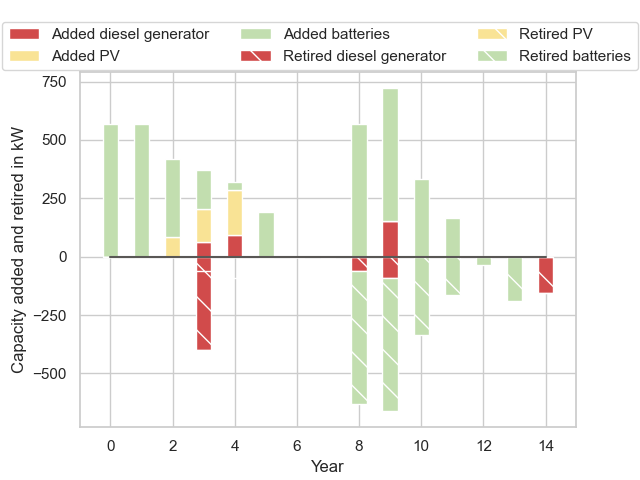 Added diesel generator
Added PV
Added batteries
Retired diesel generator
Retired PV
Retired batteries
750
500
250
0
−250
−500
Capacity added and retired in kW
0 2 4 6 8 10 12 14
Year